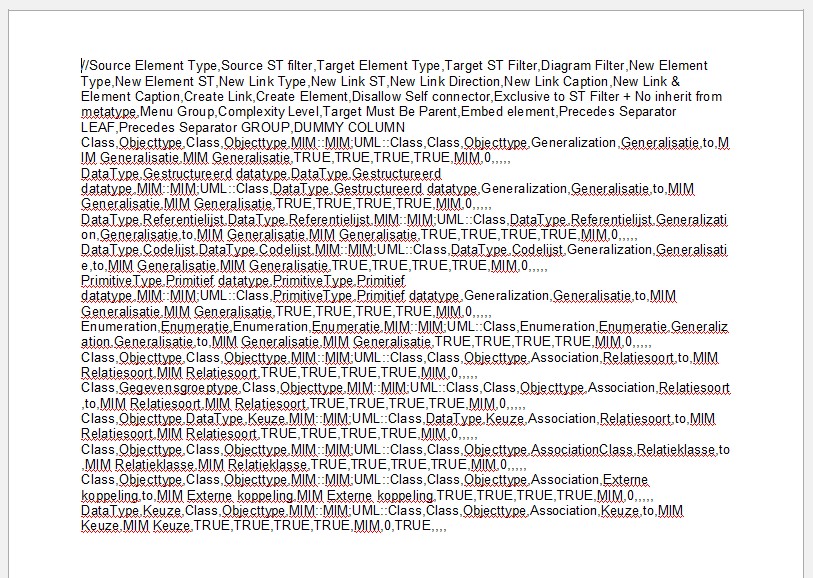 //Source Element Type,Source ST filter,Target Element Type,Target ST Filter,Diagram Filter,New Element
Type,New Element ST,New Link Type,New Link ST,New Link Direction,New Link Caption,New Link &
Element Caption,Create Link,Create Element,Disallow Self connector,Exclusive to ST Filter + No inherit from
metatype,Menu Group,Complexity Level,Target Must Be Parent,Embed element,Precedes Separator
LEAF,Precedes Separator GROUP,DUMMY COLUMN
Class,Objecttype,Class,Objecttype,MIM::MIM;UML::Class,Class,Objecttype,Generalization,Generalisatie,to,M
IM Generalisatie,MIM Generalisatie,TRUE,TRUE,TRUE,TRUE,MIM,0,,,,,
DataType,Gestructureerd datatype,DataType,Gestructureerd
datatype,MIM::MIM;UML::Class,DataType,Gestructureerd datatype,Generalization,Generalisatie,to,MIM
Generalisatie,MIM Generalisatie,TRUE,TRUE,TRUE,TRUE,MIM,0,,,,,
DataType,Referentielijst,DataType,Referentielijst,MIM::MIM;UML::Class,DataType,Referentielijst,Generalizati
on,Generalisatie,to,MIM Generalisatie,MIM Generalisatie,TRUE,TRUE,TRUE,TRUE,MIM,0,,,,,
DataType,Codelijst,DataType,Codelijst,MIM::MIM;UML::Class,DataType,Codelijst,Generalization,Generalisati
e,to,MIM Generalisatie,MIM Generalisatie,TRUE,TRUE,TRUE,TRUE,MIM,0,,,,,
PrimitiveType,Primitief datatype,PrimitiveType,Primitief
datatype,MIM::MIM;UML::Class,PrimitiveType,Primitief datatype,Generalization,Generalisatie,to,MIM
Generalisatie,MIM Generalisatie,TRUE,TRUE,TRUE,TRUE,MIM,0,,,,,
Enumeration,Enumeratie,Enumeration,Enumeratie,MIM::MIM;UML::Class,Enumeration,Enumeratie,Generaliz
ation,Generalisatie,to,MIM Generalisatie,MIM Generalisatie,TRUE,TRUE,TRUE,TRUE,MIM,0,,,,,
Class,Objecttype,Class,Objecttype,MIM::MIM;UML::Class,Class,Objecttype,Association,Relatiesoort,to,MIM
Relatiesoort,MIM Relatiesoort,TRUE,TRUE,TRUE,TRUE,MIM,0,,,,,
Class,Gegevensgroeptype,Class,Objecttype,MIM::MIM;UML::Class,Class,Objecttype,Association,Relatiesoort
,to,MIM Relatiesoort,MIM Relatiesoort,TRUE,TRUE,TRUE,TRUE,MIM,0,,,,,
Class,Objecttype,DataType,Keuze,MIM::MIM;UML::Class,DataType,Keuze,Association,Relatiesoort,to,MIM
Relatiesoort,MIM Relatiesoort,TRUE,TRUE,TRUE,TRUE,MIM,0,,,,,
Class,Objecttype,Class,Objecttype,MIM::MIM;UML::Class,Class,Objecttype,AssociationClass,Relatieklasse,to
,MIM Relatieklasse,MIM Relatieklasse,TRUE,TRUE,TRUE,TRUE,MIM,0,,,,,
Class,Objecttype,Class,Objecttype,MIM::MIM;UML::Class,Class,Objecttype,Association,Externe
koppeling,to,MIM Externe koppeling,MIM Externe koppeling,TRUE,TRUE,TRUE,TRUE,MIM,0,,,,,
DataType,Keuze,Class,Objecttype,MIM::MIM;UML::Class,Class,Objecttype,Association,Keuze,to,MIM
Keuze,MIM Keuze,TRUE,TRUE,TRUE,TRUE,MIM,0,TRUE,,,,